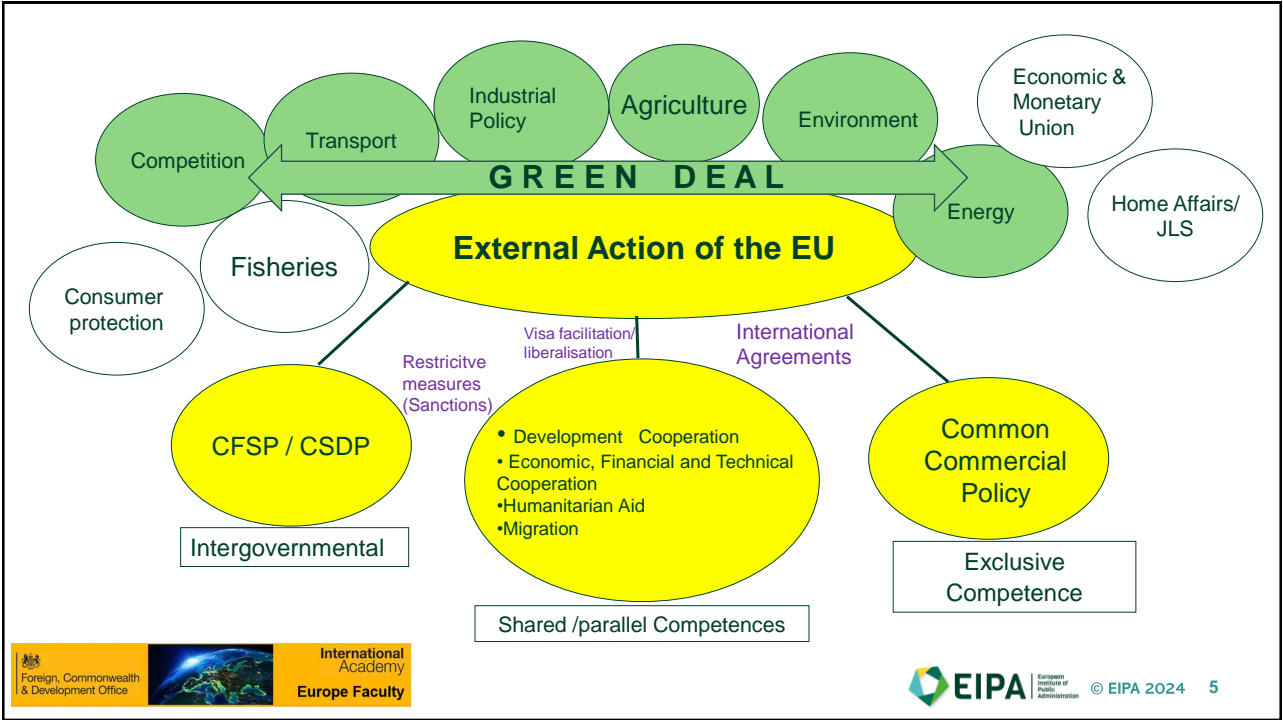 Competition
Transport
Industrial
Policy
Agriculture
Environment
Economic &
Monetary
Union
Home Affairs/
JLS
Energy
GREEN DEAL
External Action of the EU
Fisheries
Consumer
protection
Restricitve
measures
(Sanctions)
Visa facilitation/
liberalisation
International
Agreements
CFSP / CSDP
Intergovernmental
• Development Cooperation
• Economic, Financial and Technical
Cooperation
•Humanitarian Aid
•Migration
Shared /parallel Competences
Common
Commercial
Policy
Exclusive
Competence
Foreign, Commonwealth
& Development Office
International
Academy
Europe Faculty
EIPA
European
Institute of
Public
Administration
© EIPA 2024 5